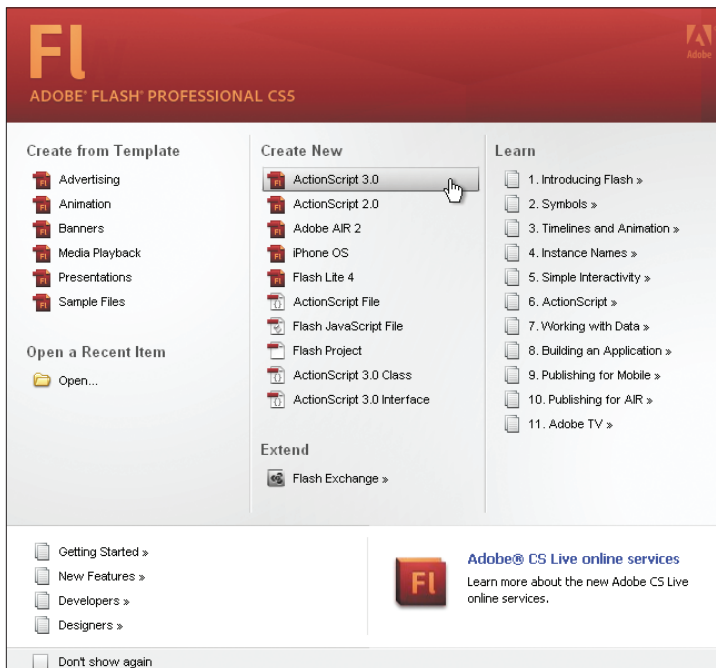 Fl
Adobe
ADOBE® FLASH® PROFESSIONAL CS5
Create from Template
Advertising
Animation
Banners
Media Playback
Presentations
Sample Files
Open a Recent Item
Open...
Create New
ActionScript 3.0
ActionScript 2.0
Adobe AIR 2
iPhone OS
Flash Lite 4
ActionScript File
Flash JavaScript File
Flash Project
ActionScript 3.0 Class
ActionScript 3.0 Interface
Extend
Flash Exchange »
Learn
1. Introducing Flash »
2. Symbols »
3. Timelines and Animation »
4. Instance Names »
5. Simple Interactivity »
6. ActionScript »
7. Working with Data »
8. Building an Application »
9. Publishing for Mobile »
10. Publishing for AIR »
11. Adobe TV »
Getting Started »
New Features »
Developers »
Designers »
Fl
Adobe® CS Live online services
Learn more about the new Adobe CS Live
online services.
Don't show again